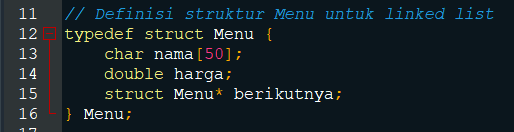 11 // Definisi struktur Menu untuk linked list
12 typedef struct Menu {
13 char nama[50];
14 double harga;
15 struct Menu* berikutnya;
16 } Menu;